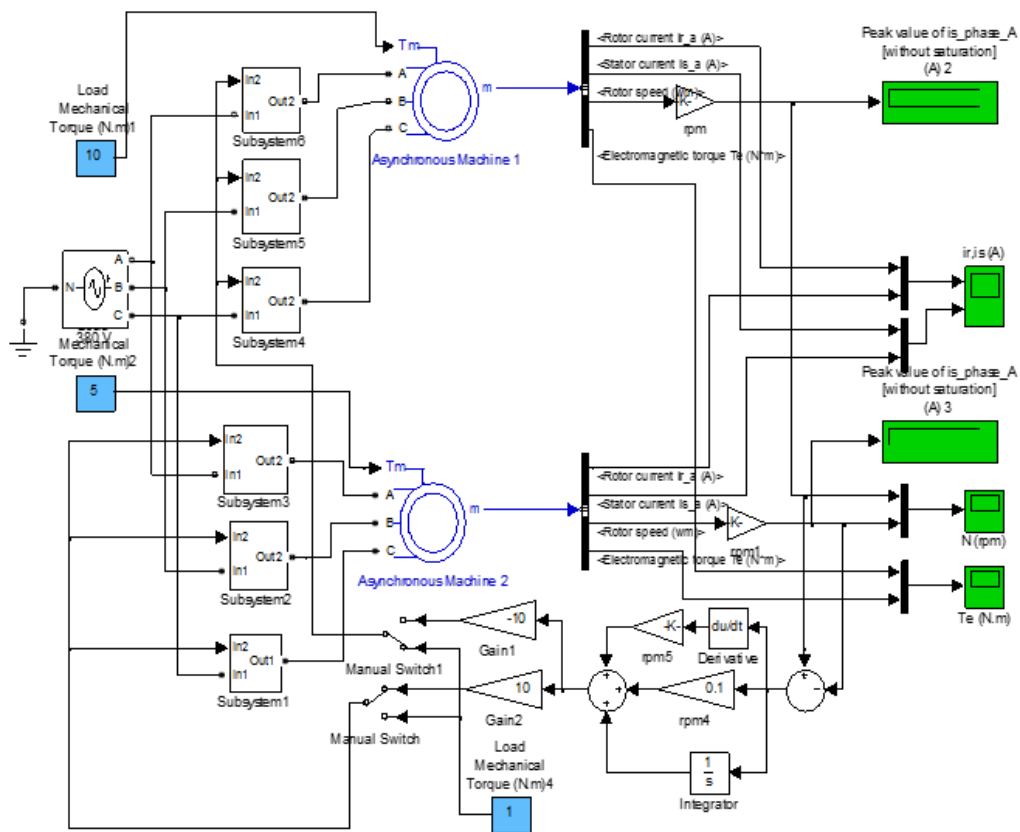 Load
Mechanical
Torque (N.m)1
10
In2
Out2
In1
Subsystem6
In2
Out2
In1
Subsystem5
In2
Out2
In1
Subsystem4
Tm
A
B
C
m
Asynchronous Machine 1
<Rotor current ir_a (A)>
<Stator current is_a (A)>
<Rotor speed (wm)>
<Electromagnetic torque Te (N*m)>
-K-
rpm
Peak value of is_phase_A
[without saturation]
(A) 2
N
A
B
C
380 V
Mechanical
Torque (N.m)2
5
ir,is (A)
Peak value of is_phase_A
[without saturation]
(A) 3
In2
Out2
In1
Subsystem3
In2
Out2
In1
Subsystem2
In2
Out1
In1
Subsystem1
Tm
A
B
C
m
Asynchronous Machine 2
<Rotor current ir_a (A)>
<Stator current is_a (A)>
<Rotor speed (wm)>
<Electromagnetic torque Te (N*m)>
-K-
rpm1
N (rpm)
Te (N.m)
Manual Switch1
-10
Gain1
-K-
rpm5
du/dt
Derivative
Manual Switch
10
Gain2
+
+
+
0.1
rpm4
+
-
1
s
Integrator
Load
Mechanical
Torque (N.m)4
1